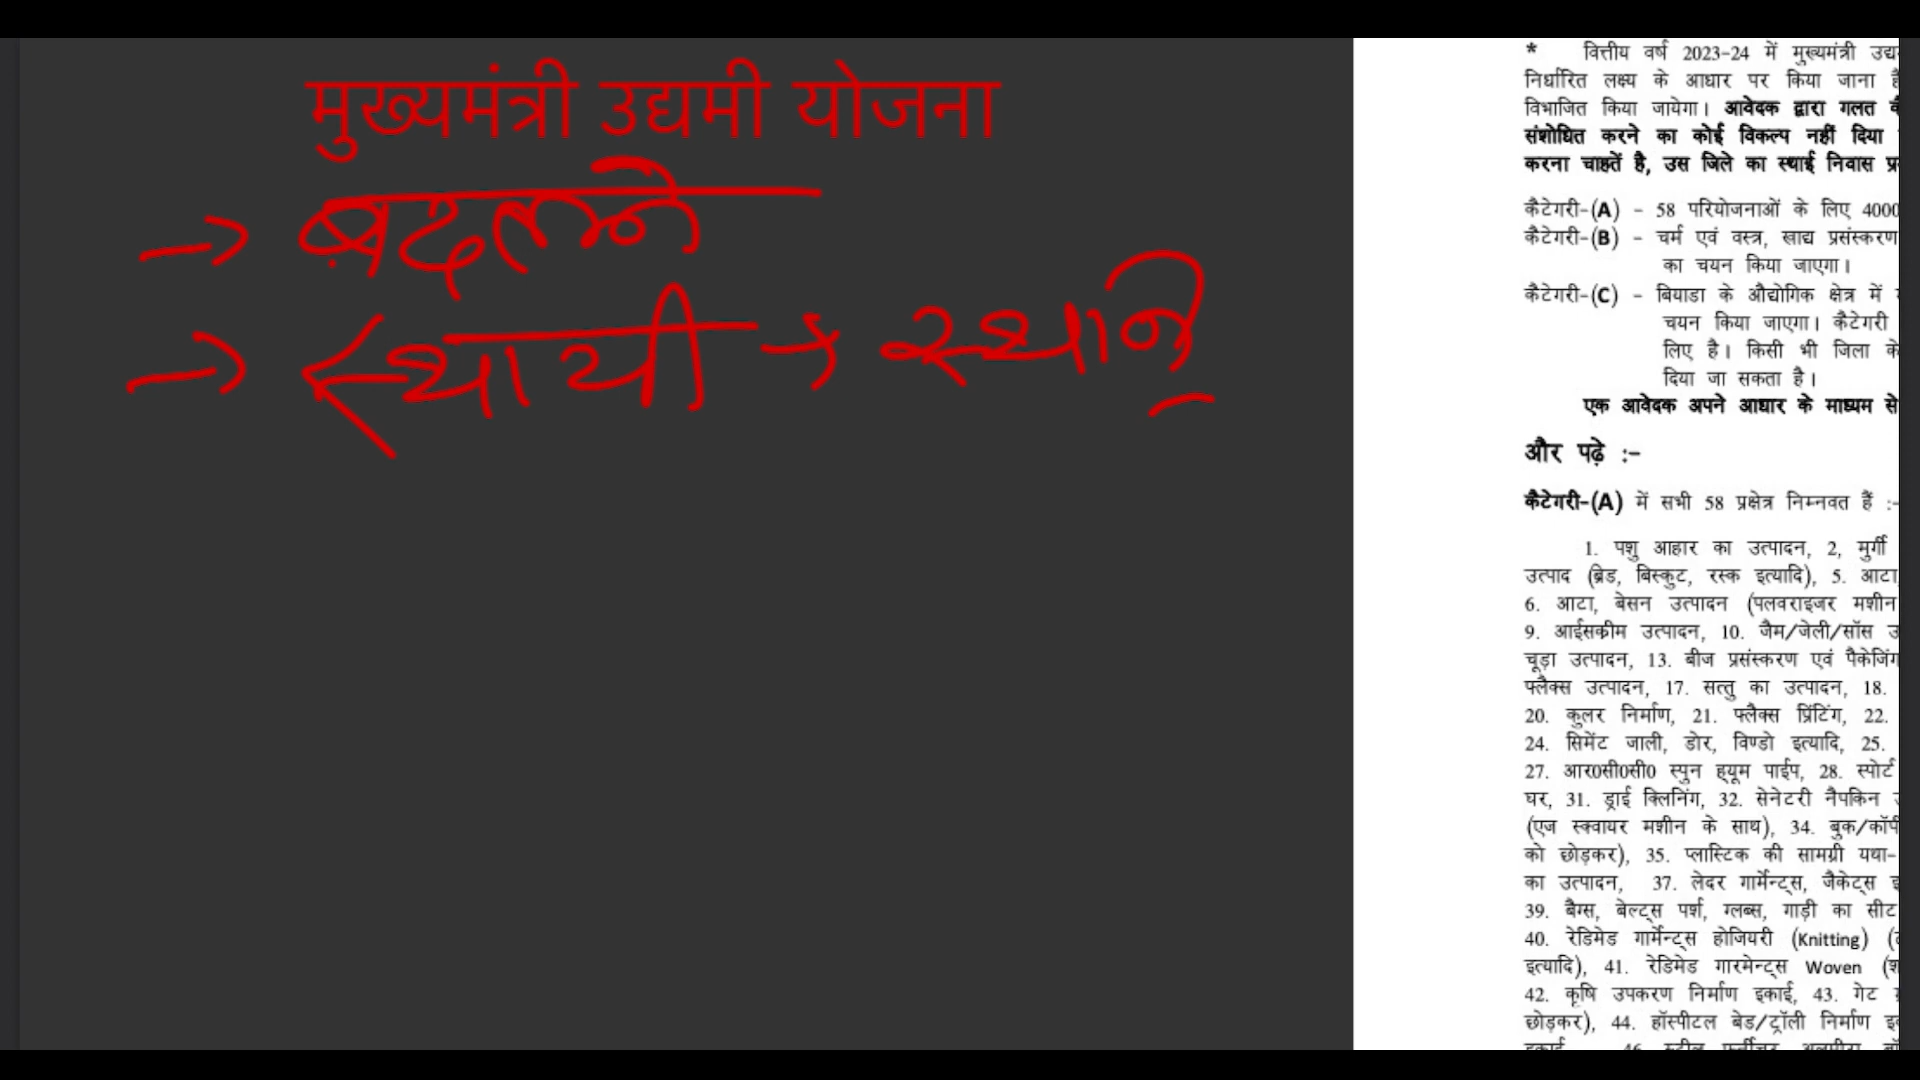 मुख्यमंत्री उद्यमी योजना
→ बदलने
→ स्थायी →
* वित्तीय वर्ष 2023-24 में मुख्यमंत्री
निर्धारित लक्ष्य के आधार पर किया जाना
विभाजित किया जायेगा। आवेदक द्वारा गलत
संशोधित करने का कोई विकल्प नहीं दिया
करना चाहतें है, उस जिले का स्थाई निवास
कैटेगरी-(A) - 58 परियोजनाओं के लिए 4000
कैटेगरी-(B) - चर्म एवं वस्त्र, खाद्य प्रसंस्करण
का चयन किया जाएगा।
कैटेगरी-(C) - बियाडा के औद्योगिक क्षेत्र में
चयन किया जाएगा। कैटेगरी
लिए है। किसी भी जिला के
दिया जा सकता है।
एक आवेदक अपने आधार के माध्यम से
और पढ़े :-
कैटेगरी-(A) में सभी 58 प्रक्षेत्र निम्नवत हैं :-
1. पशु आहार का उत्पादन, 2, मुर्गी
उत्पाद (ब्रेड, बिस्कुट, रस्क इत्यादि), 5. आटा
6. आटा, बेसन उत्पादन (पलवराइजर मशीन
9. आईसक्रीम उत्पादन, 10. जैम/जेली/सॉस
चूड़ा उत्पादन, 13. बीज प्रसंस्करण एवं पैकेजिंग
फ्लैक्स उत्पादन, 17. सत्तु का उत्पादन, 18.
20. कुलर निर्माण, 21. फ्लैक्स प्रिंटिंग, 22.
24. सिमेंट जाली, डोर, विण्डो इत्यादि, 25.
27. आर0सी0सी0 स्पुन ह्यूम पाईप, 28. स्पोर्ट
घर, 31. ड्राई क्लिनिंग, 32. सेनेटरी नैपकिन
(एज स्क्वायर मशीन के साथ), 34. बुक/कॉपी
को छोड़कर), 35. प्लास्टिक की सामग्री यथा-
का उत्पादन, 37. लेदर गार्मेन्ट्स, जैकेट्स
39. बैग्स, बेल्ट्स पर्श, ग्लब्स, गाड़ी का सीट
40. रेडिमेड गार्मेन्ट्स होजियरी (Knitting)
इत्यादि), 41. रेडिमेड गारमेन्ट्स Woven
42. कृषि उपकरण निर्माण इकाई, 43. गेट
छोड़कर), 44. हॉस्पीटल बेड/ट्रॉली निर्माण